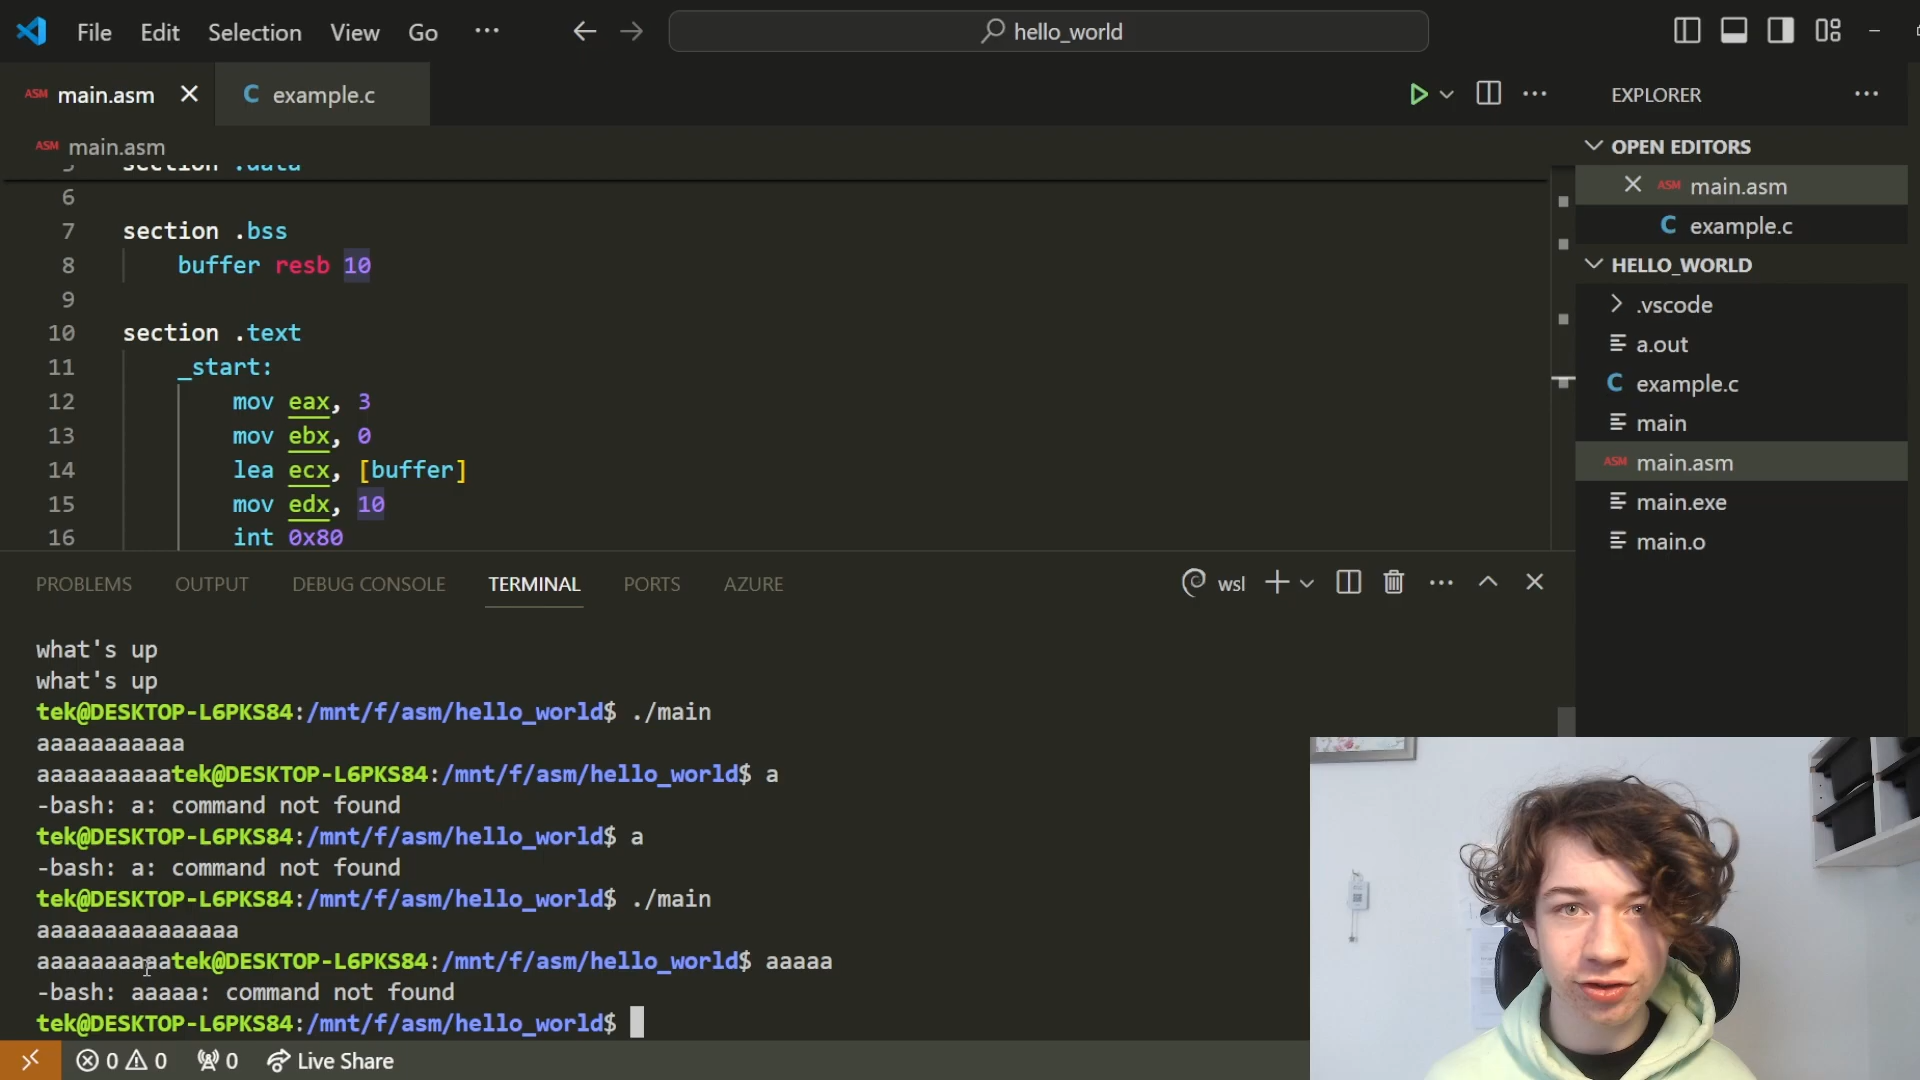 File Edit Selection View Go ··· hello_world
ASM main.asm C example.c
ASM main.asm
EXPLORER
OPEN EDITORS
ASM main.asm
C example.c
HELLO_WORLD
.vscode
a.out
C example.c
main
ASM main.asm
main.exe
main.o
5 section .data
6
7 section .bss
8 buffer resb 10
9
10 section .text
11 _start:
12 mov eax, 3
13 mov ebx, 0
14 lea ecx, [buffer]
15 mov edx, 10
16 int 0x80
PROBLEMS OUTPUT DEBUG CONSOLE TERMINAL PORTS AZURE wsl
what's up
what's up
tek@DESKTOP-L6PKS84:/mnt/f/asm/hello_world$ ./main
aaaaaaaaaaa
aaaaaaaaaatek@DESKTOP-L6PKS84:/mnt/f/asm/hello_world$ a
-bash: a: command not found
tek@DESKTOP-L6PKS84:/mnt/f/asm/hello_world$ a
-bash: a: command not found
tek@DESKTOP-L6PKS84:/mnt/f/asm/hello_world$ ./main
aaaaaaaaaaaaaaa
aaaaaaaaaatek@DESKTOP-L6PKS84:/mnt/f/asm/hello_world$ aaaaa
-bash: aaaaa: command not found
tek@DESKTOP-L6PKS84:/mnt/f/asm/hello_world$
0 0 0 Live Share